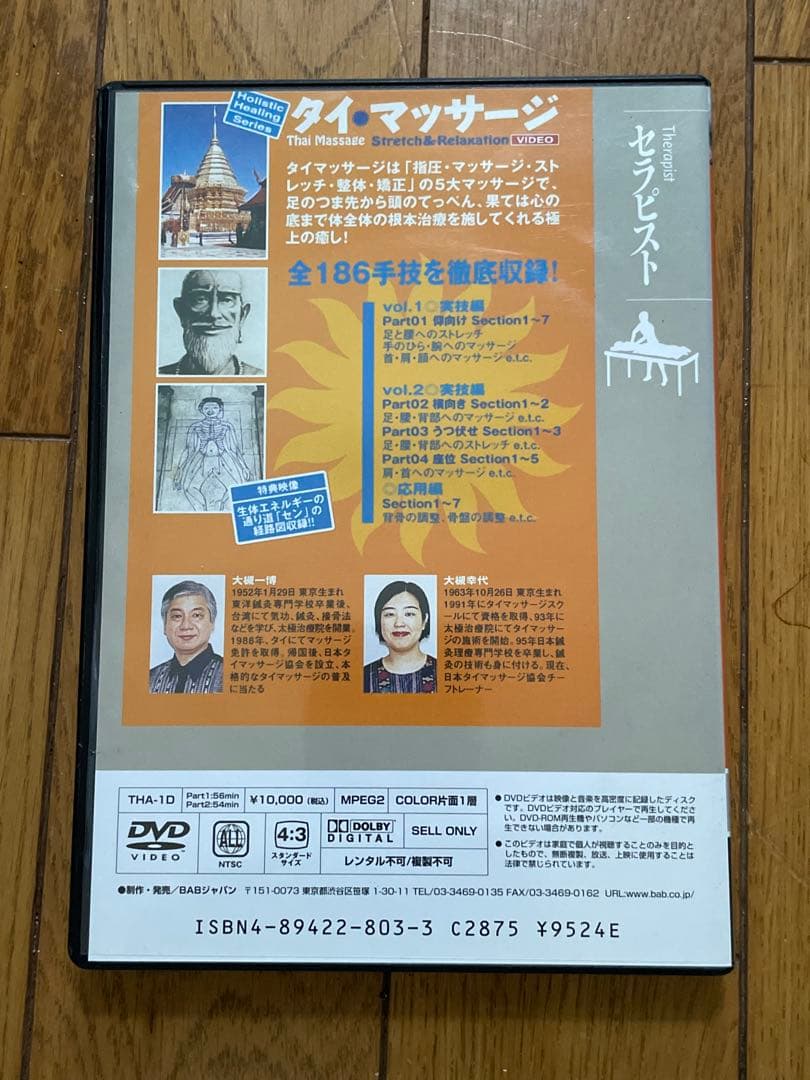 Holistic
Healing
Series
タイ・マッサージ
Thai Massage Stretch&Relaxation VIDEO
タイマッサージは「指圧・マッサージ・スト
レッチ・整体・矯正」の5大マッサージで、
足のつま先から頭のてっぺん、果ては心の
底まで体全体の根本治療を施してくれる極
上の癒し!
全186手技を徹底収録!
vol.1◎実技編
Part01 仰向け Section1〜7
足と腰へのストレッチ
手のひら・腕へのマッサージ
首・肩・顔へのマッサージ e.t.c.
vol.2◎実技編
Part02 横向き Section1〜2
足・腰・背部へのマッサージ e.t.c.
Part03 うつ伏せ Section1〜3
足・腰・背部へのストレッチ e.t.c.
Part04 座位 Section1〜5
肩・首へのマッサージ e.t.c.
◎応用編
Section1〜7
背骨の調整、骨盤の調整 e.t.c.
特典映像
生体エネルギーの
通り道「セン」の
経路図収録!!
大槻一博
1952年1月29日 東京生まれ
東洋鍼灸専門学校卒業後、
台湾にて気功、鍼灸、接骨法
などを学び、太極治療院を開業。
1988年、タイにてマッサージ
免許を取得。帰国後、日本タ
イマッサージ協会を設立、本
格的なタイマッサージの普及
に当たる
大槻幸代
1963年10月26日 東京生まれ
1991年にタイマッサージスク
ールにて資格を取得、93年に
太極治療院にてタイマッサー
ジの施術を開始。95年日本鍼
灸理療専門学校を卒業し、鍼
灸の技術も身に付ける。現在、
日本タイマッサージ協会チー
フトレーナー
Therapist
セラピスト
THA-1D
Part1:56min
Part2:54min
¥10,000(税込)
MPEG2
COLOR片面1層
DVD
VIDEO
ALL
NTSC
4:3
スタンダード
サイズ
DOLBY
DIGITAL
SELL ONLY
レンタル不可/複製不可
●DVDビデオは映像と音楽を高密度に記録したディスク
です。DVDビデオ対応のプレイヤーで再生してくださ
い。DVD-ROM再生機やパソコンなど一部の機種で再
生できない場合があります。
●このビデオは家庭で個人が視聴することのみを目的と
したもので、無断複製、放送、上映に使用することは
法律で禁じられています。
●制作・発売/BABジャパン 〒151-0073 東京都渋谷区笹塚 1-30-11 TEL/03-3469-0135 FAX/03-3469-0162 URL:www.bab.co.jp/
ISBN4-89422-803-3 C2875 ¥9524E